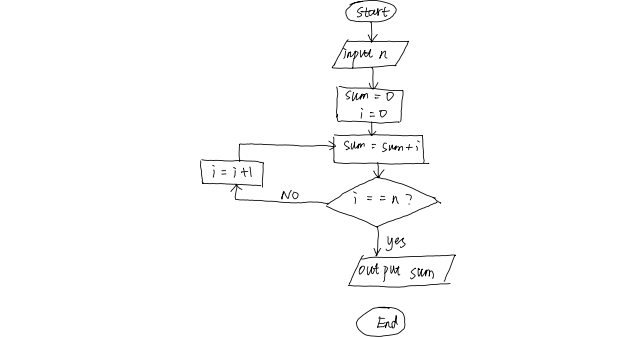 start
input n
sum = 0
i = 0
sum = sum + i
i = i + 1
NO
i == n ?
yes
output sum
End